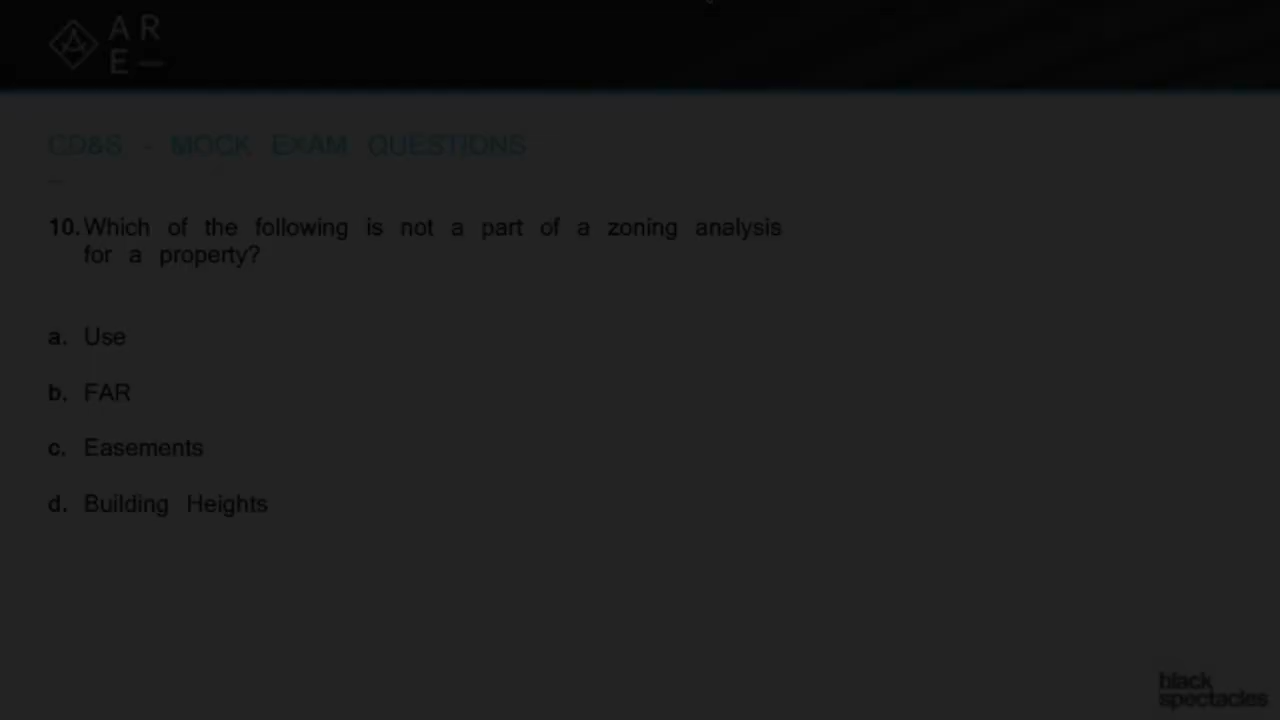 A R
E —
CD&S - MOCK EXAM QUESTIONS
10. Which of the following is not a part of a zoning analysis
for a property?
a. Use
b. FAR
c. Easements
d. Building Heights
black
spectacles